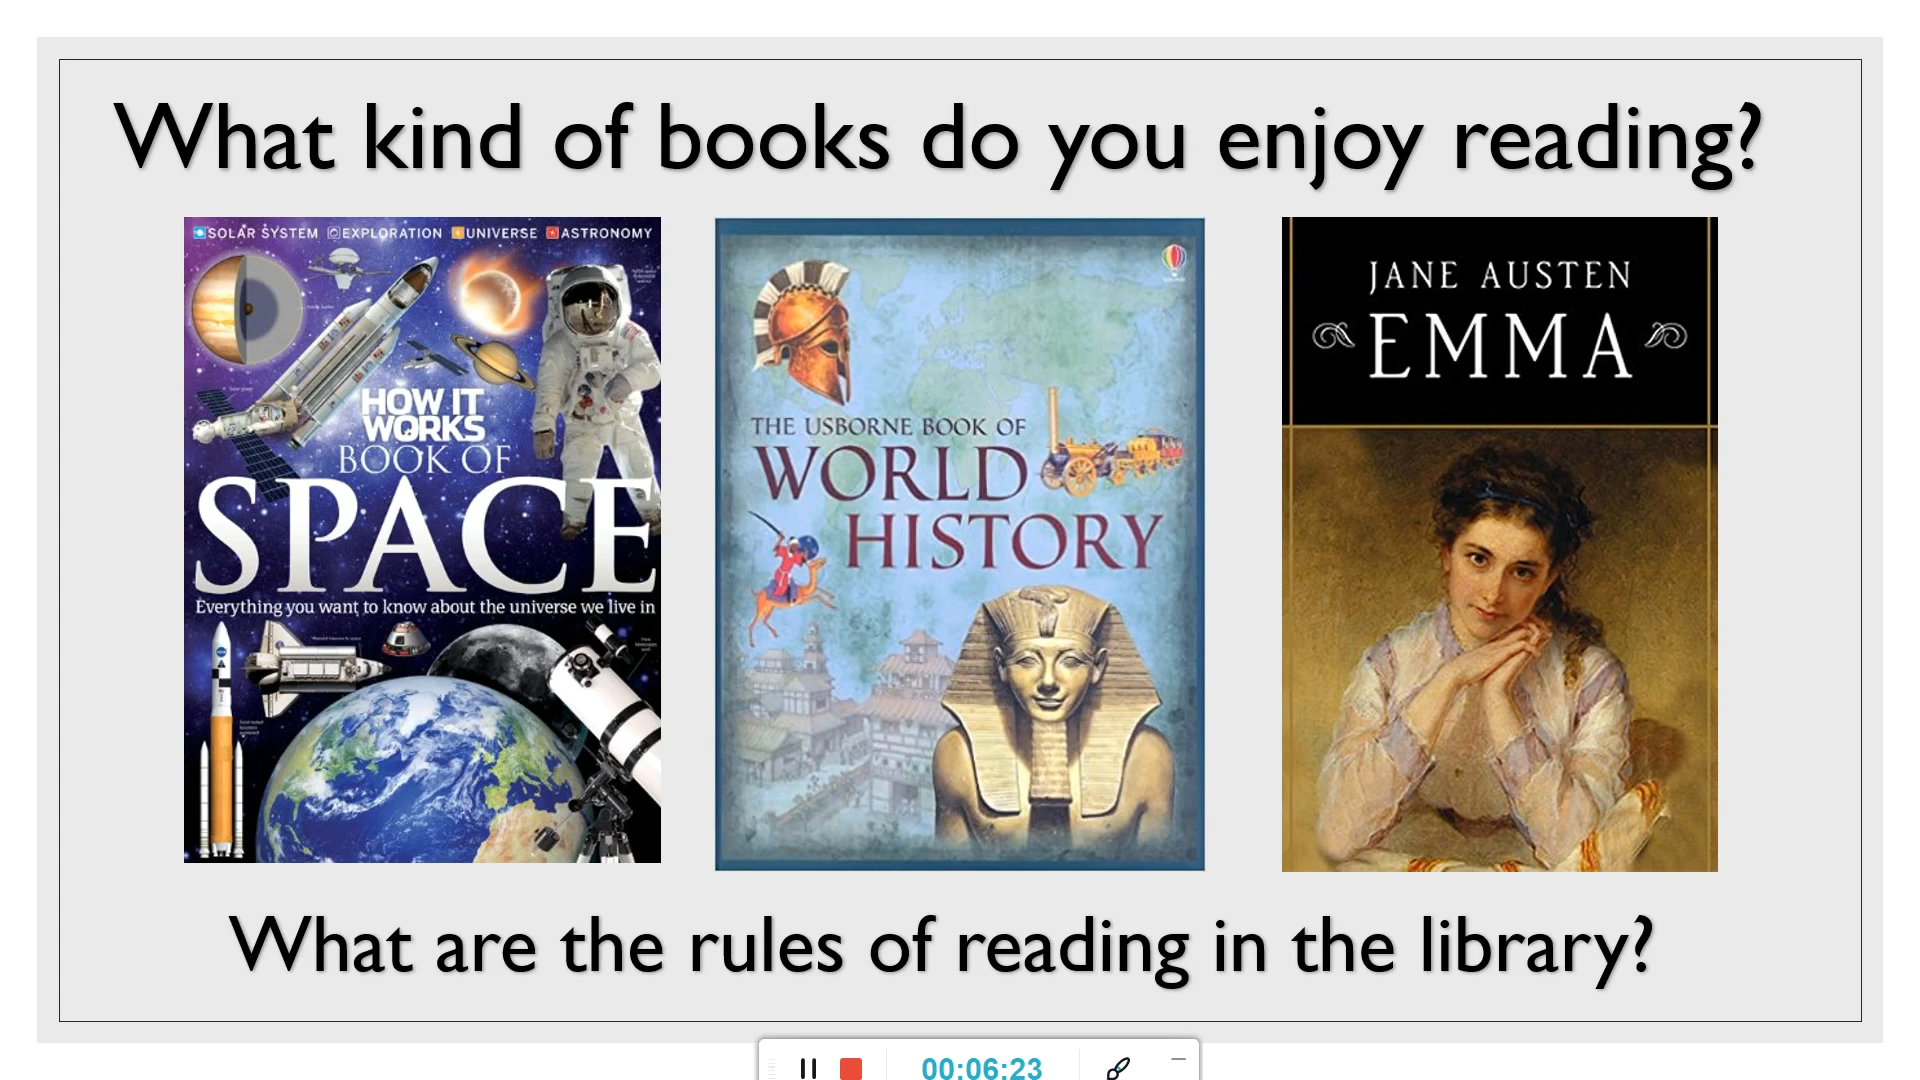 What kind of books do you enjoy reading?
SOLAR SYSTEM EXPLORATION UNIVERSE ASTRONOMY
HOW IT
WORKS
BOOK OF
SPACE
Everything you want to know about the universe we live in
THE USBORNE BOOK OF
WORLD
HISTORY
JANE AUSTEN
EMMA
What are the rules of reading in the library?
00:06:23